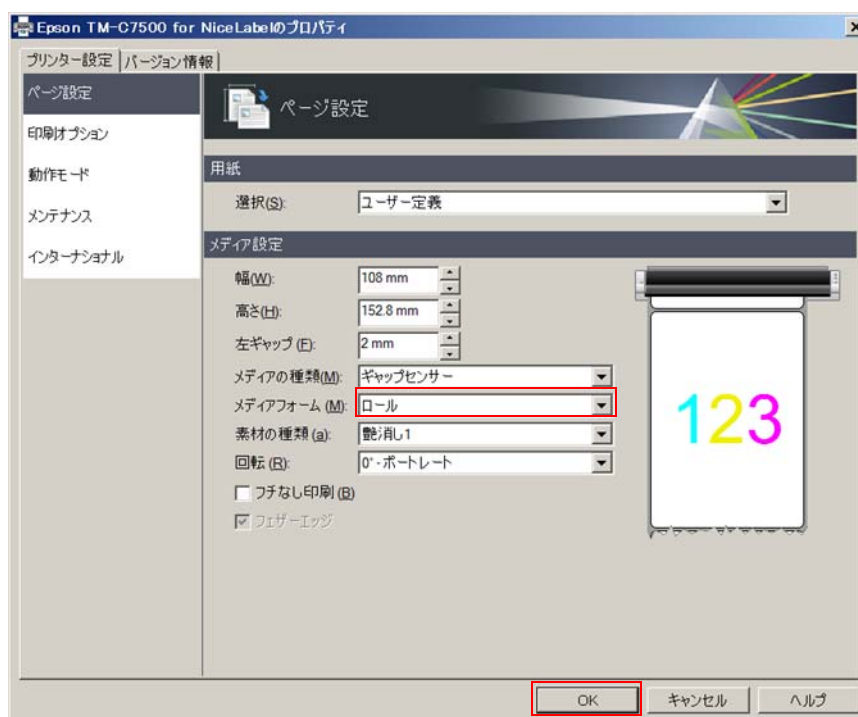 Epson TM-C7500 for NiceLabelのプロパティ
プリンター設定 バージョン情報
ページ設定
印刷オプション
動作モード
メンテナンス
インターナショナル
ページ設定
用紙
選択(S): ユーザー定義
メディア設定
幅(W): 108 mm
高さ(H): 152.8 mm
左ギャップ (F): 2 mm
メディアの種類(M): ギャップセンサー
メディアフォーム (M): ロール
素材の種類 (a): 艶消し1
回転 (R): 0°-ポートレート
フチなし印刷 (B)
フェザーエッジ
123
OK キャンセル ヘルプ